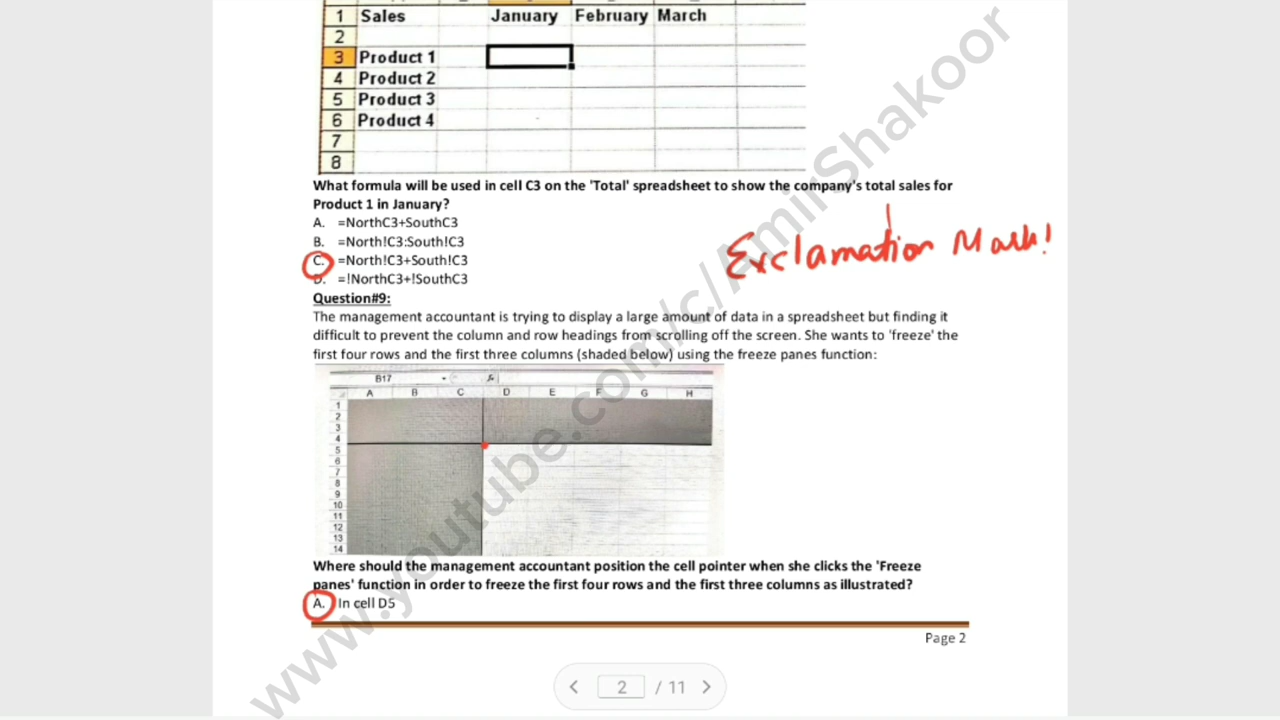 1 Sales January February March
2
3 Product 1
4 Product 2
5 Product 3
6 Product 4
7
8
What formula will be used in cell C3 on the 'Total' spreadsheet to show the company's total sales for
Product 1 in January?
A. =NorthC3+SouthC3
B. =North!C3:South!C3
C. =North!C3+South!C3
D. =!NorthC3+!SouthC3
Exclamation Mark!
Question#9:
The management accountant is trying to display a large amount of data in a spreadsheet but finding it
difficult to prevent the column and row headings from scrolling off the screen. She wants to 'freeze' the
first four rows and the first three columns (shaded below) using the freeze panes function:
B17 fx
A B C D E F G H
1
2
3
4
5
6
7
8
9
10
11
12
13
14
Where should the management accountant position the cell pointer when she clicks the 'Freeze
panes' function in order to freeze the first four rows and the first three columns as illustrated?
A. In cell D5
Page 2
www.youtube.com/c/AmirShakoor
2 / 11